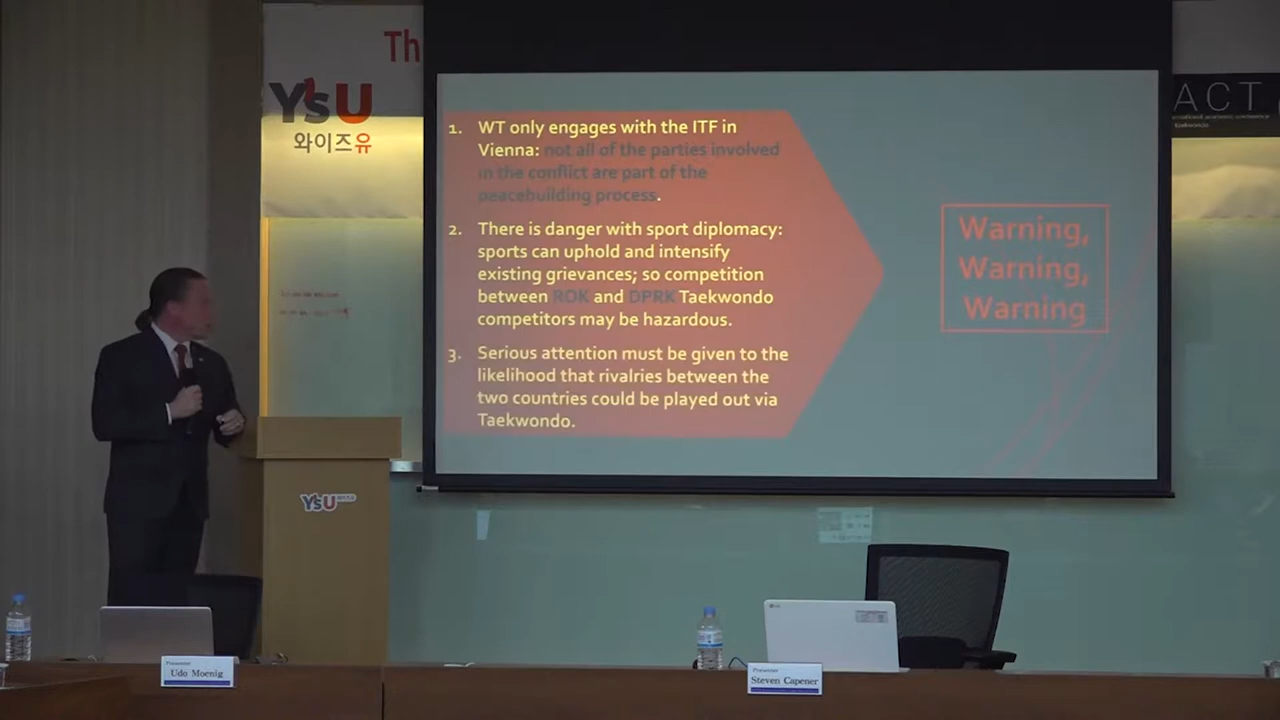 Th
Y'sU
와이즈유
ACT
1. WT only engages with the ITF in
Vienna: not all of the parties involved
in the conflict are part of the
peacebuilding process.
2. There is danger with sport diplomacy:
sports can uphold and intensify
existing grievances; so competition
between ROK and DPRK Taekwondo
competitors may be hazardous.
3. Serious attention must be given to the
likelihood that rivalries between the
two countries could be played out via
Taekwondo.
Warning,
Warning,
Warning
Y'sU
Presenter
Udo Moenig
LG
Presenter
Steven Capener